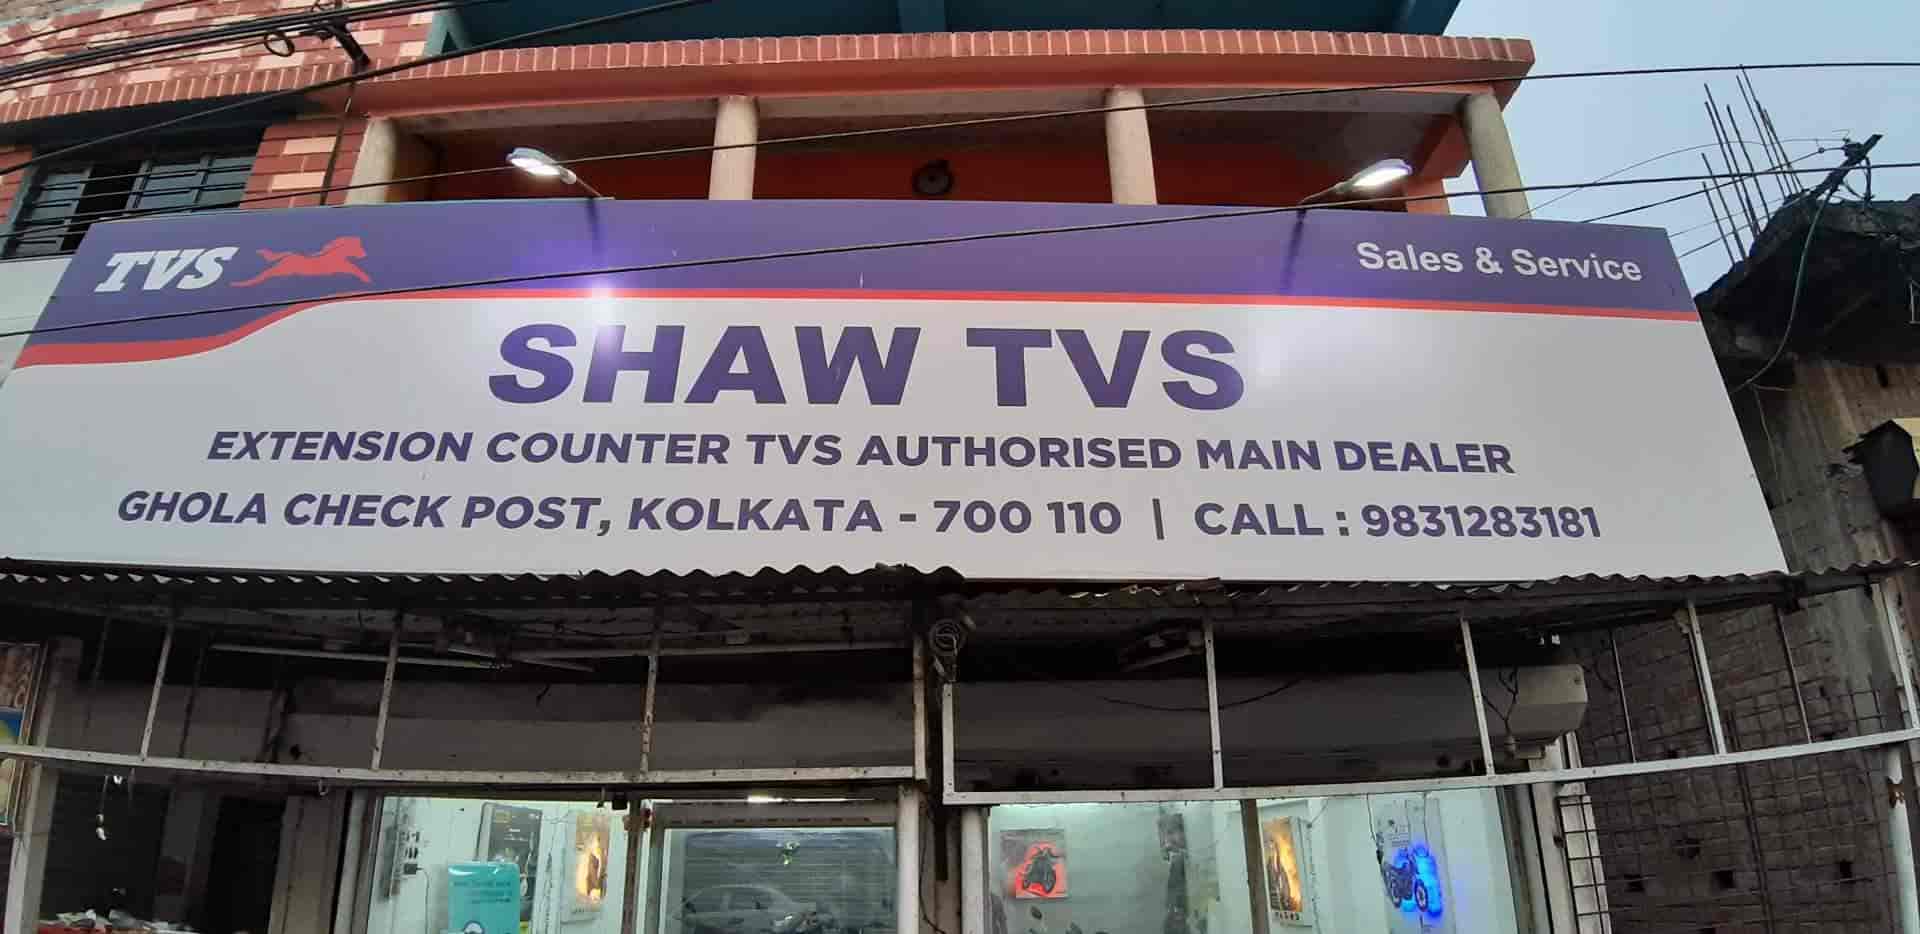 TVS
Sales & Service
SHAW TVS
EXTENSION COUNTER TVS AUTHORISED MAIN DEALER
GHOLA CHECK POST, KOLKATA - 700 110 | CALL : 9831283181